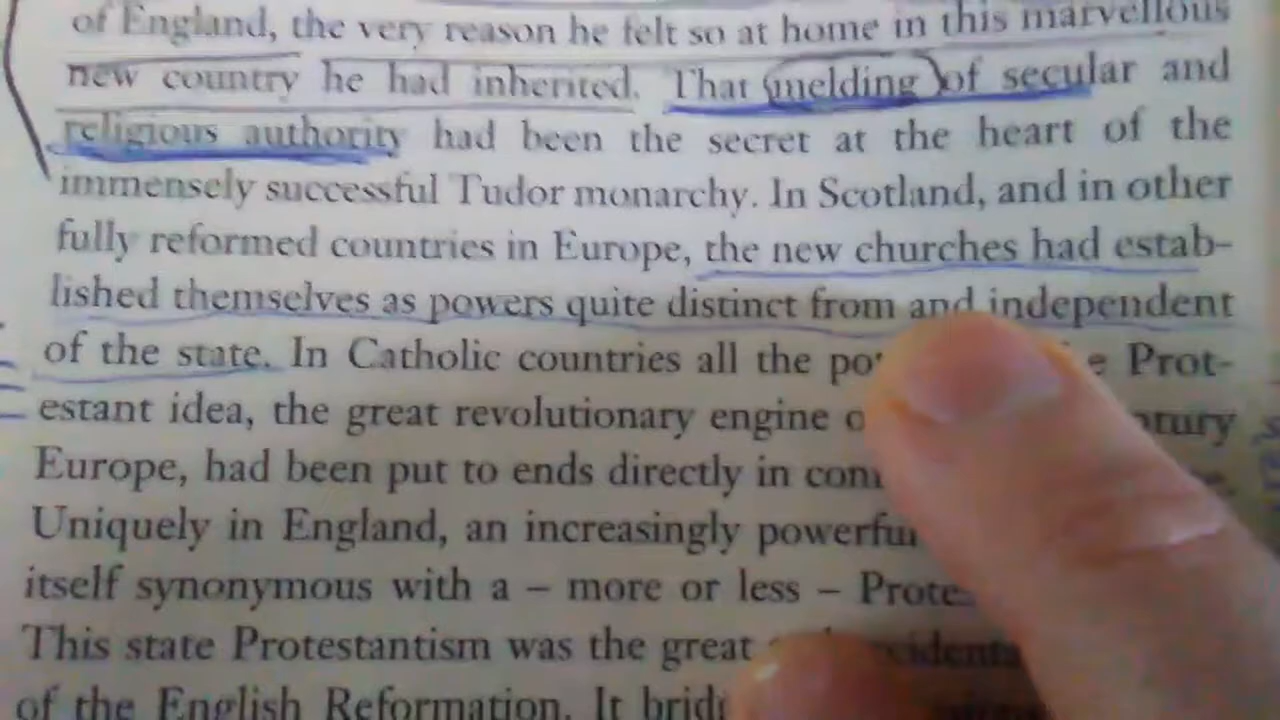 of England, the very reason he felt so at home in this marvellous
new country he had inherited. That melding of secular and
religious authority had been the secret at the heart of the
immensely successful Tudor monarchy. In Scotland, and in other
fully reformed countries in Europe, the new churches had estab-
lished themselves as powers quite distinct from and independent
of the state. In Catholic countries all the Prot-
estant idea, the great revolutionary engine
Europe, had been put to ends directly in
Uniquely in England, an increasingly powerful
itself synonymous with a – more or less –
This state Protestantism was the great
of the English Reformation. It